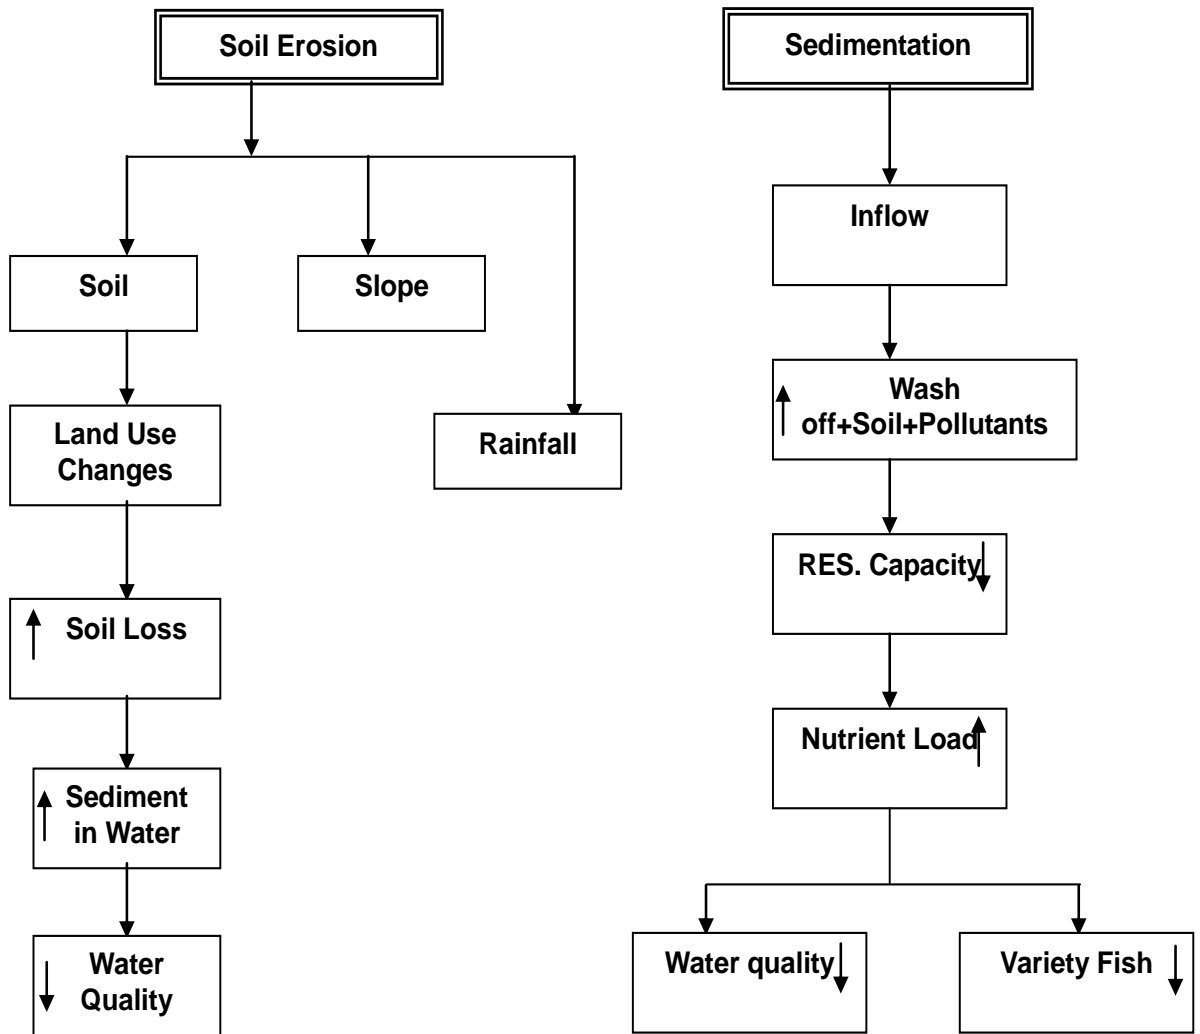 Soil Erosion
Sedimentation
Inflow
Soil
Slope
Wash
off+Soil+Pollutants
Land Use
Changes
Rainfall
RES. Capacity
Soil Loss
Nutrient Load
Sediment
in Water
Water
Quality
Water quality
Variety Fish